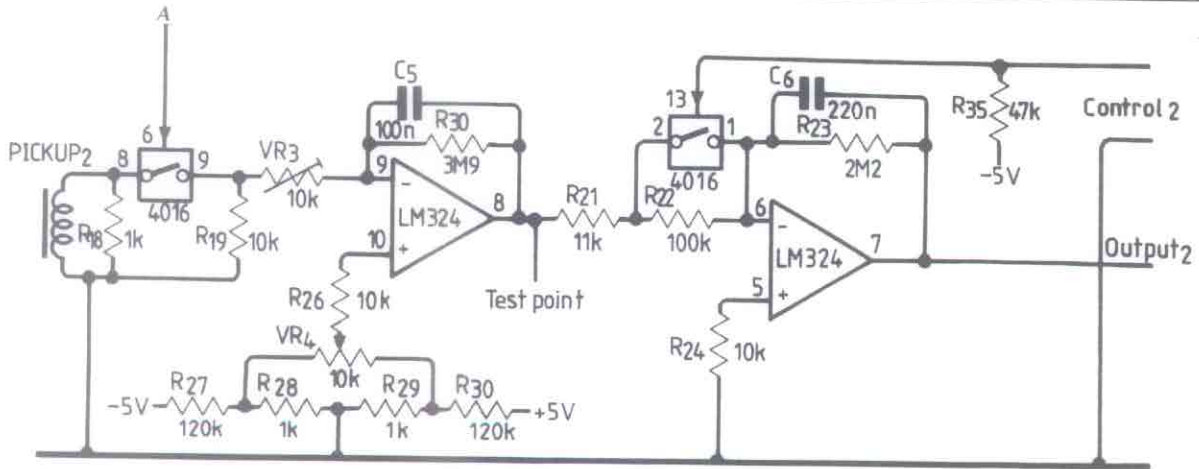 A
C5
100n
R30
3M9
6
8
9
4016
PICKUP2
R18
1k
R19
10k
VR3
10k
9
10
8
LM324
-
+
R26
10k
VR4
10k
R27
120k
R28
1k
R29
1k
R30
120k
-5V
+5V
Test point
R21
11k
R22
100k
13
2
1
4016
C6
220n
R23
2M2
6
5
7
LM324
-
+
R24
10k
R35
47k
-5V
Control 2
Output2